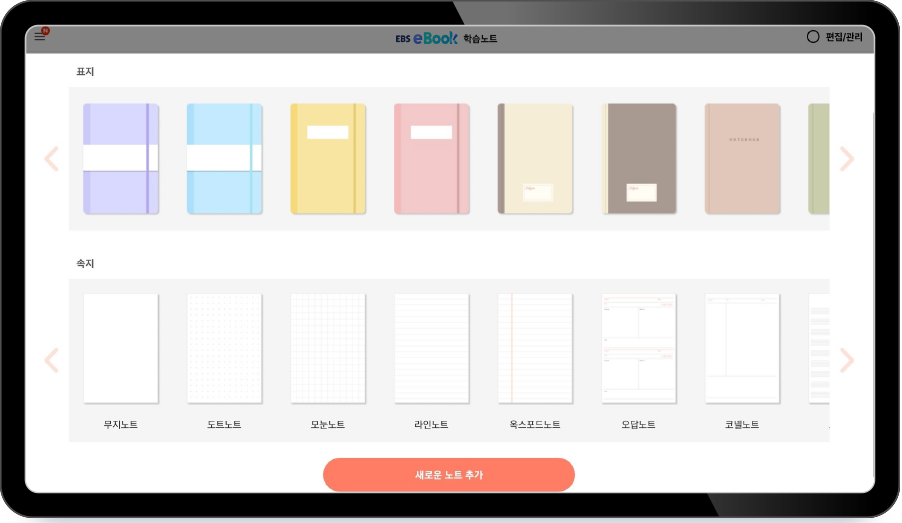 N
EBS eBook 학습노트
편집/관리
표지
NOTEBOOK
속지
무지노트
도트노트
모눈노트
라인노트
옥스포드노트
오답노트
코넬노트
새로운 노트 추가